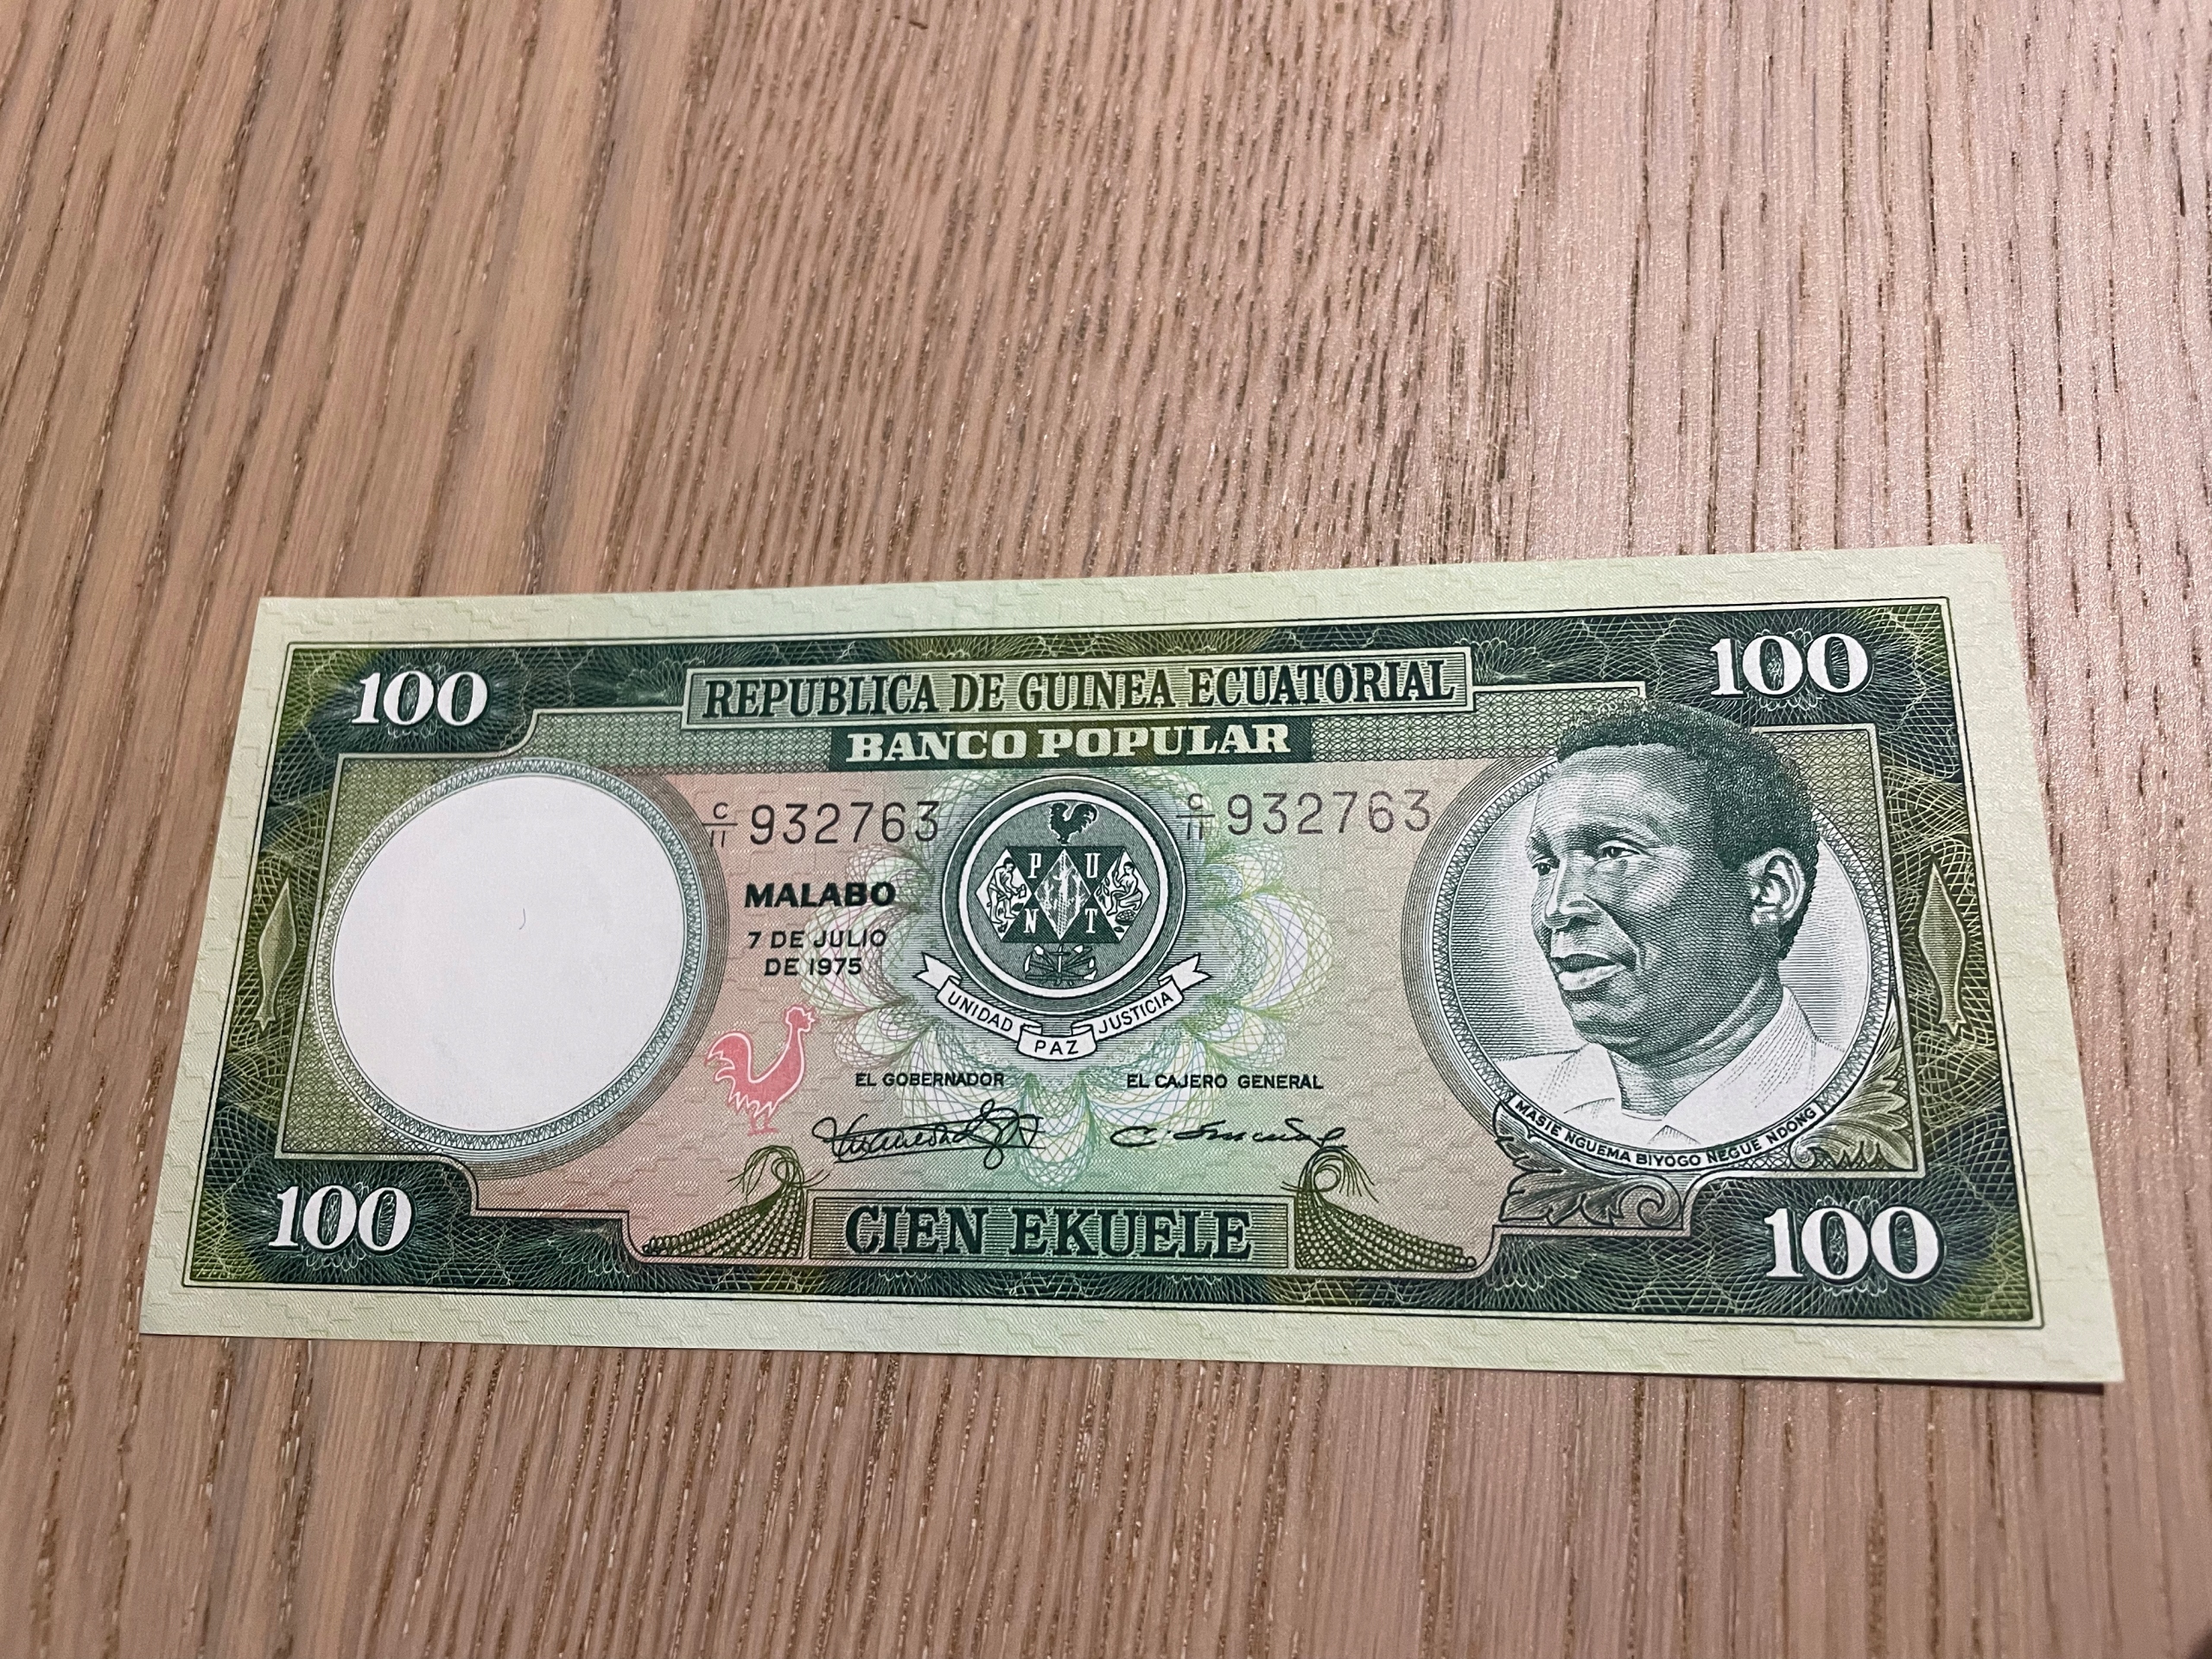 100
100
REPUBLICA DE GUINEA ECUATORIAL
BANCO POPULAR
C/11 932763
C/11 932763
MALABO
7 DE JULIO
DE 1975
P U
N T
UNIDAD PAZ JUSTICIA
EL GOBERNADOR
EL CAJERO GENERAL
MASIE NGUEMA BIYOGO NEGUE NDONG
100
CIEN EKUELE
100